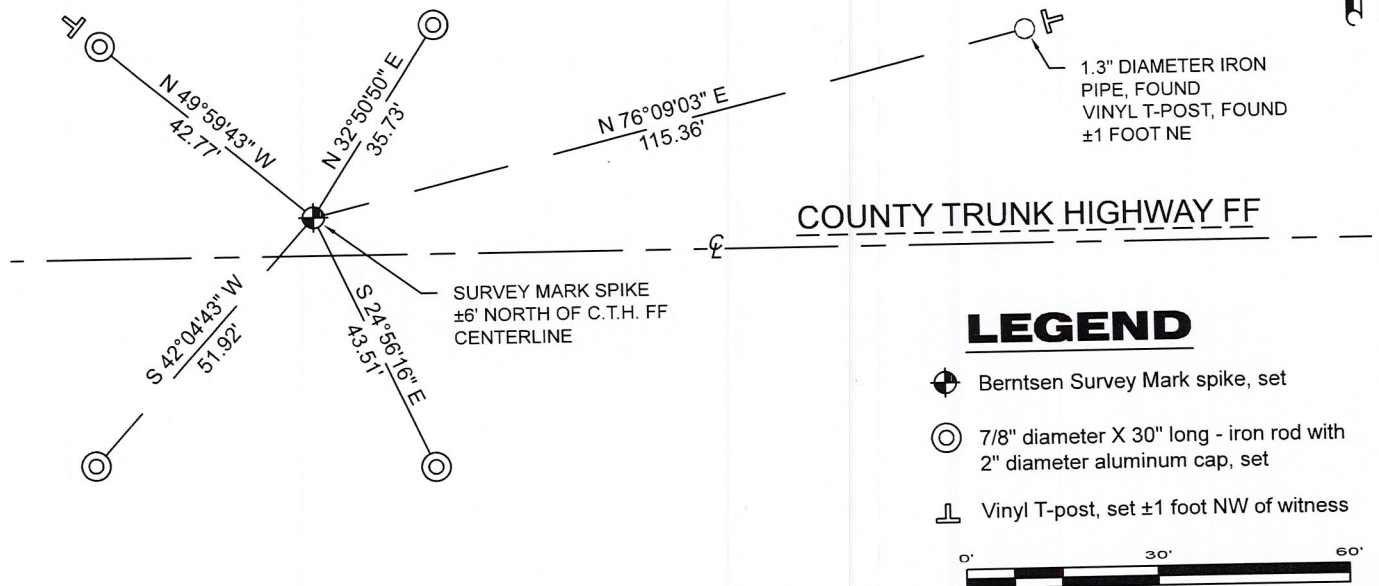 N 49°59'43" W
42.77'
N 32°50'50" E
35.73'
N 76°09'03" E
115.36'
1.3" DIAMETER IRON
PIPE, FOUND
VINYL T-POST, FOUND
±1 FOOT NE
COUNTY TRUNK HIGHWAY FF
℄
S 42°04'43" W
51.92'
S 24°56'16" E
43.51'
SURVEY MARK SPIKE
±6' NORTH OF C.T.H. FF
CENTERLINE
LEGEND
Berntsen Survey Mark spike, set
7/8" diameter X 30" long - iron rod with
2" diameter aluminum cap, set
Vinyl T-post, set ±1 foot NW of witness
0' 30' 60'